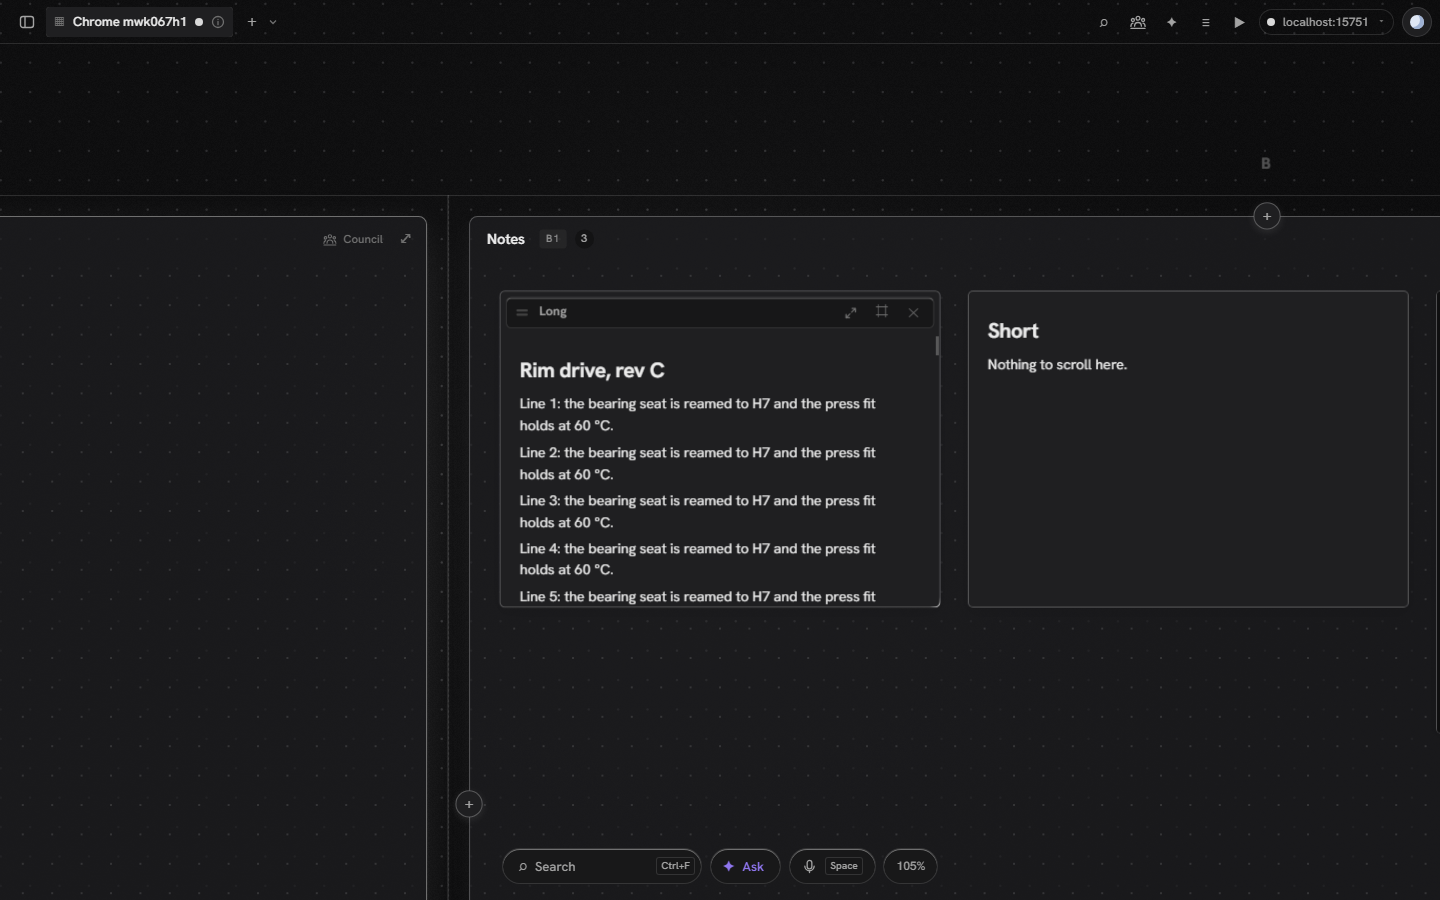 Chrome mwk067h1
localhost:15751
B
Council
Notes B1 3
Long
Rim drive, rev C
Line 1: the bearing seat is reamed to H7 and the press fit
holds at 60 °C.
Line 2: the bearing seat is reamed to H7 and the press fit
holds at 60 °C.
Line 3: the bearing seat is reamed to H7 and the press fit
holds at 60 °C.
Line 4: the bearing seat is reamed to H7 and the press fit
holds at 60 °C.
Line 5: the bearing seat is reamed to H7 and the press fit
Short
Nothing to scroll here.
Search Ctrl+F
Ask
Space
105%